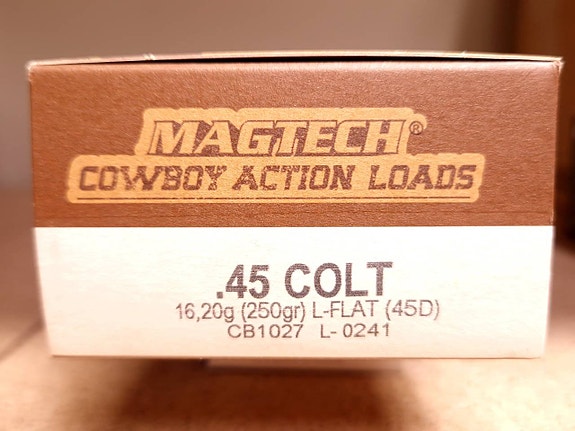 MAGTECH®
COWBOY ACTION LOADS
.45 COLT
16,20g (250gr) L-FLAT (45D)
CB1027 L- 0241